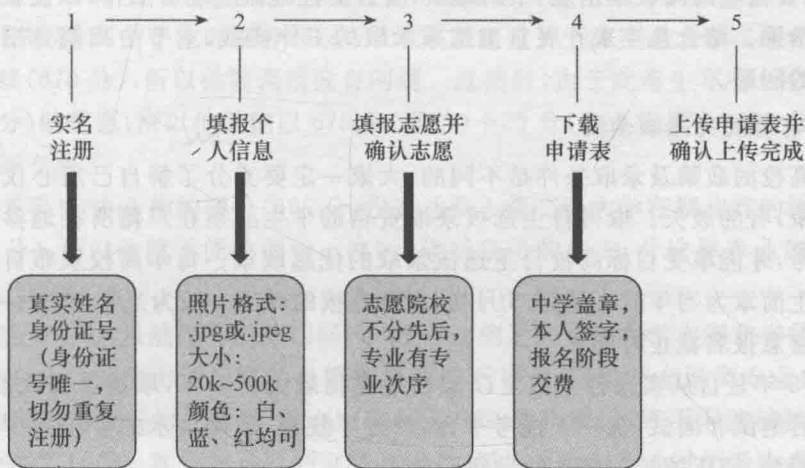 1
2
3
4
5
实名
注册
填报个
人信息
填报志愿并
确认志愿
下载
申请表
上传申请表并
确认上传完成
真实姓名
身份证号
（身份证
号唯一，
切勿重复
注册）
照片格式：
.jpg或.jpeg
大小：
20k~500k
颜色：白、
蓝、红均可
志愿院校
不分先后，
专业有专
业次序
中学盖章，
本人签字，
报名阶段
交费